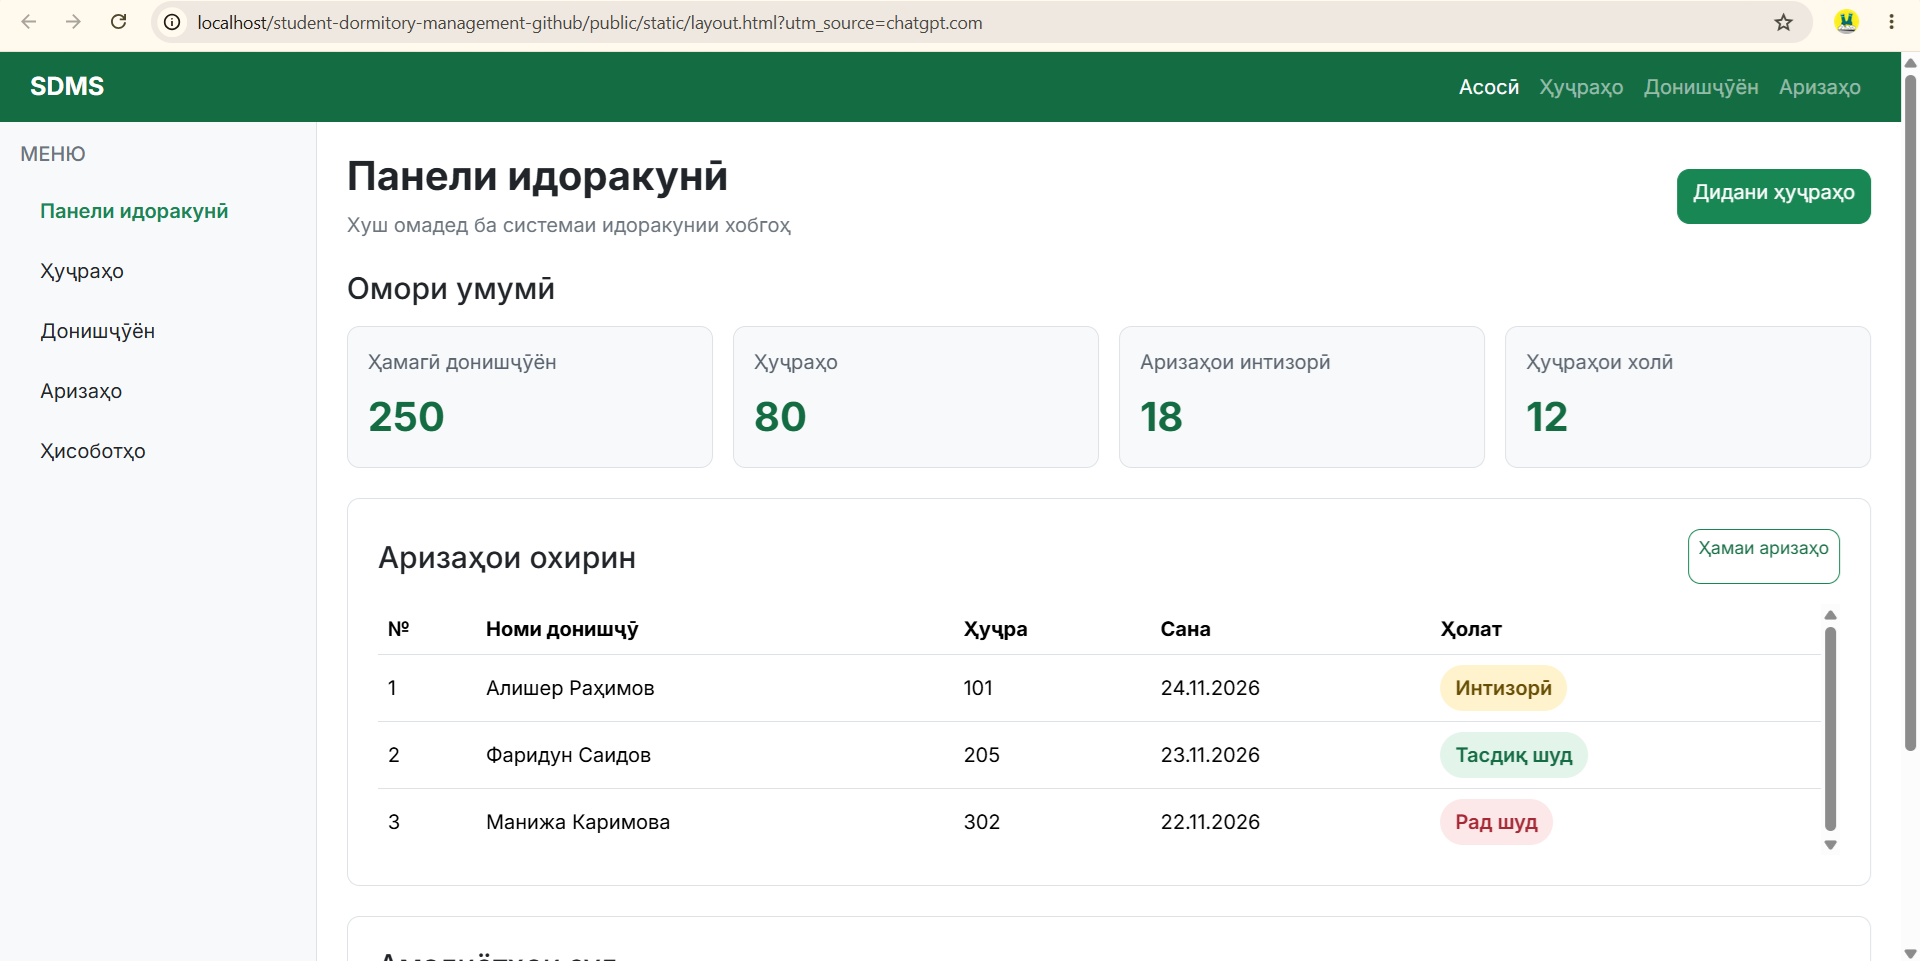 localhost/student-dormitory-management-github/public/static/layout.html?utm_source=chatgpt.com
SDMS
Асосӣ Ҳуҷраҳо Донишҷӯён Аризаҳо
МЕНЮ
Панели идоракунӣ
Ҳуҷраҳо
Донишҷӯён
Аризаҳо
Ҳисоботҳо
Панели идоракунӣ
Хуш омадед ба системаи идоракунии хобгоҳ
Дидани ҳуҷраҳо
Омори умумӣ
Ҳамагӣ донишҷӯён
250
Ҳуҷраҳо
80
Аризаҳои интизорӣ
18
Ҳуҷраҳои холӣ
12
Аризаҳои охирин
Ҳамаи аризаҳо
№ Номи донишҷӯ Ҳуҷра Сана Ҳолат
1 Алишер Раҳимов 101 24.11.2026 Интизорӣ
2 Фаридун Саидов 205 23.11.2026 Тасдиқ шуд
3 Манижа Каримова 302 22.11.2026 Рад шуд